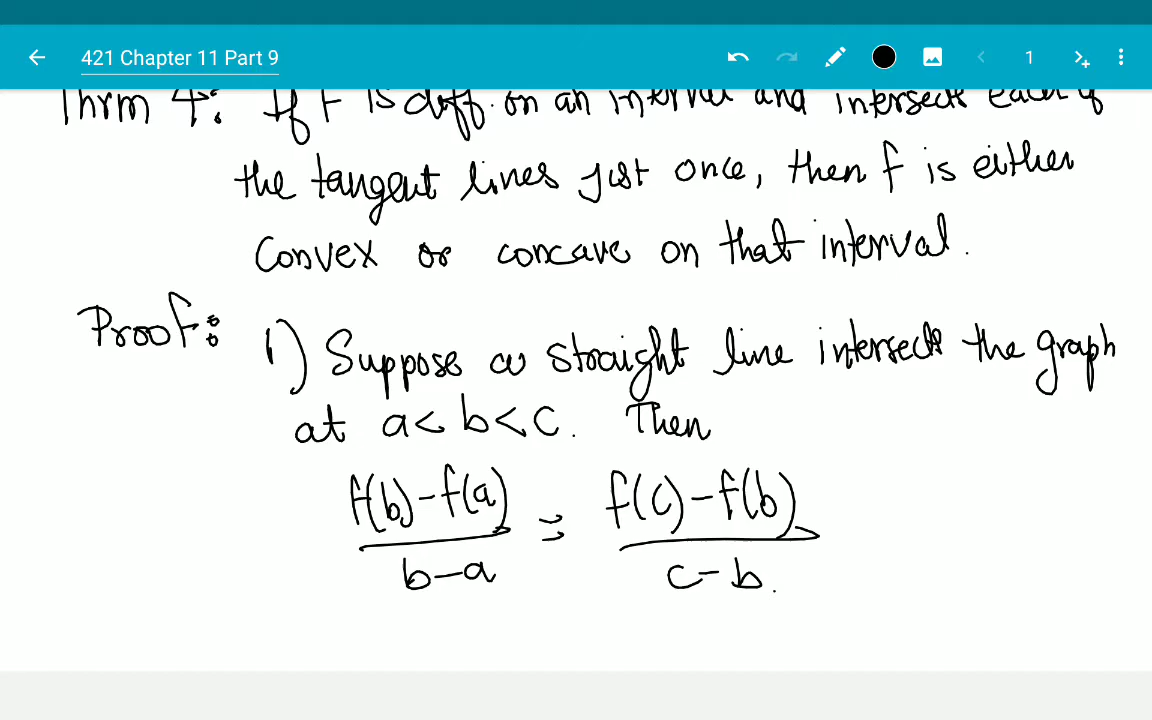 421 Chapter 11 Part 9
1
Thrm 4: If f is diff. on an interval and intersects each of
the tangent lines just once, then f is either
convex or concave on that interval.
Proof: 1) Suppose a straight line intersects the graph
at a < b < c. Then
f(b)-f(a) / b-a = f(c)-f(b) / c-b.